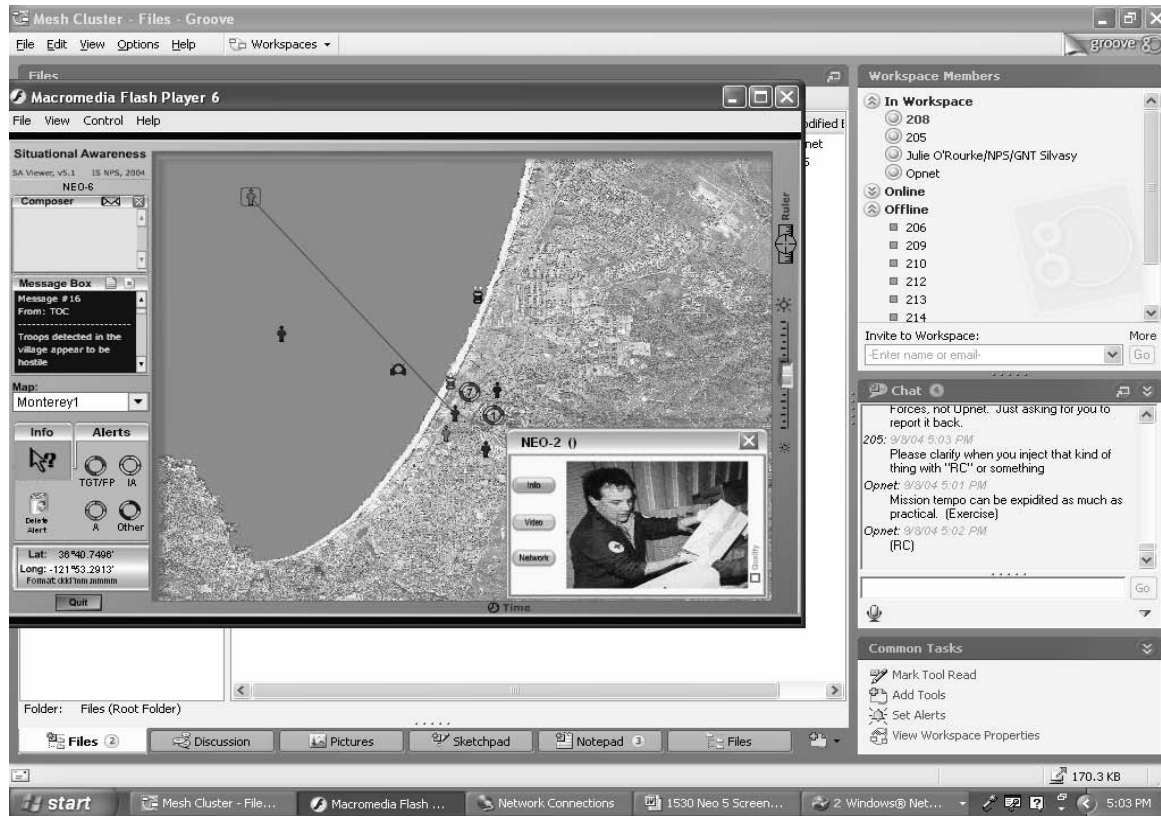 Mesh Cluster - Files - Groove
File Edit View Options Help Workspaces
groove
Files
Macromedia Flash Player 6
File View Control Help
Situational Awareness
SA Viewer, v5.1 IS NPS, 2004
NEO-6
Composer
Message Box
Message #16
From: TOC
------------------------
Troops detected in the
village appear to be
hostile
Map:
Monterey1
Info Alerts
TGT/FP IA
Delete
Alert
A Other
Lat: 36°40.7496'
Long: -121°53.2913'
Format: ddd°mm.mmmm
Quit
Ruler
Time
NEO-2 ()
Info
Video
Network
Quality
odified
net
5
Folder: Files (Root Folder)
Files 2 Discussion Pictures Sketchpad Notepad 3 Files
Workspace Members
In Workspace
208
205
Julie O'Rourke/NPS/GNT Silvasy
Opnet
Online
Offline
206
209
210
212
213
214
Invite to Workspace: More
-Enter name or email- Go
Chat
Forces, not Opnet. Just asking for you to
report it back.
205: 9/8/04 5:03 PM
Please clarify when you inject that kind of
thing with "RC" or something
Opnet: 9/8/04 5:01 PM
Mission tempo can be expidited as much as
practical. (Exercise)
Opnet: 9/8/04 5:02 PM
(RC)
Go
Common Tasks
Mark Tool Read
Add Tools
Set Alerts
View Workspace Properties
170.3 KB
start Mesh Cluster - File... Macromedia Flash ... Network Connections 1530 Neo 5 Screen... 2 Windows® Net... 5:03 PM